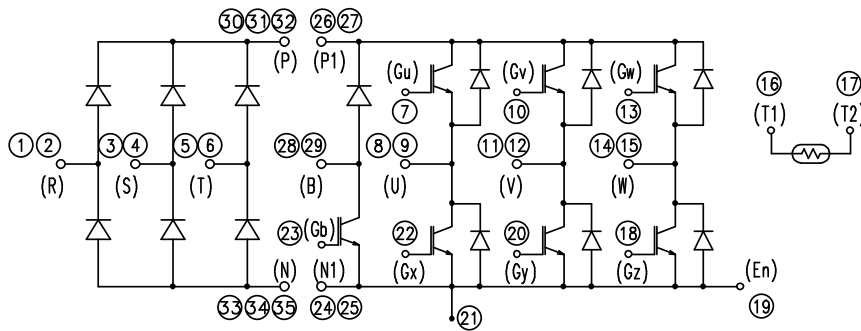 30 31 32 26 27
(P) (P1)
(Gu) (Gv) (Gw)
7 10 13
16 17
(T1) (T2)
1 2 3 4 5 6 28 29 8 9 11 12 14 15
(R) (S) (T) (B) (U) (V) (W)
23 (Gb) 22 20 18
(Gx) (Gy) (Gz)
(N) (N1) (En)
33 34 35 24 25 21 19